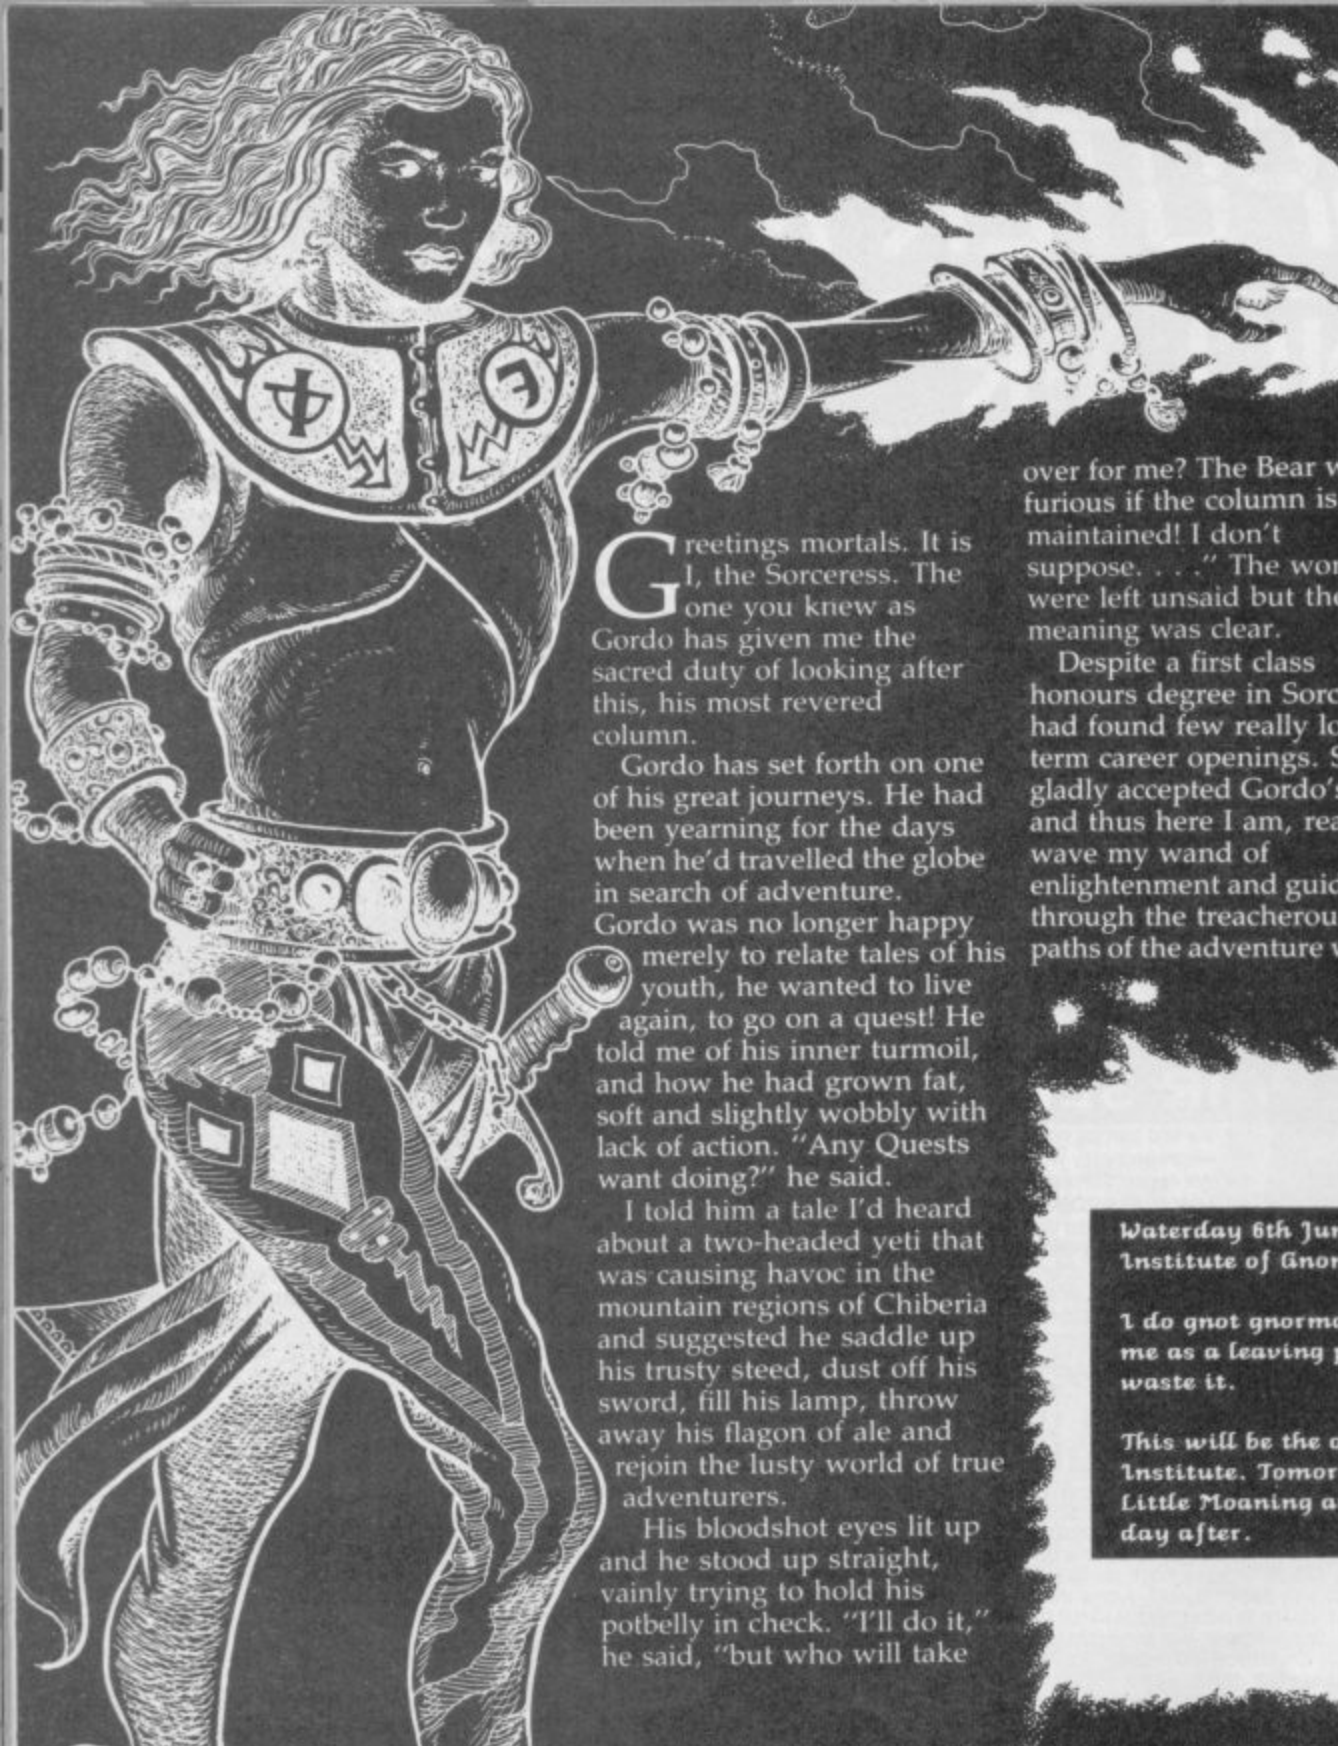 Greetings mortals. It is
I, the Sorceress. The
one you knew as
Gordo has given me the
sacred duty of looking after
this, his most revered
column.
Gordo has set forth on one
of his great journeys. He had
been yearning for the days
when he'd travelled the globe
in search of adventure.
Gordo was no longer happy
merely to relate tales of his
youth, he wanted to live
again, to go on a quest! He
told me of his inner turmoil,
and how he had grown fat,
soft and slightly wobbly with
lack of action. "Any Quests
want doing?" he said.
I told him a tale I'd heard
about a two-headed yeti that
was causing havoc in the
mountain regions of Chiberia
and suggested he saddle up
his trusty steed, dust off his
sword, fill his lamp, throw
away his flagon of ale and
rejoin the lusty world of true
adventurers.
His bloodshot eyes lit up
and he stood up straight,
vainly trying to hold his
potbelly in check. "I'll do it,"
he said, "but who will take
over for me? The Bear
furious if the column is
maintained! I don't
suppose. . . ." The
were left unsaid but
meaning was clear.
Despite a first class
honours degree in
had found few really
term career openings.
gladly accepted Gordo's
and thus here I am,
wave my wand of
enlightenment and
through the
paths of the adventure
Waterday 6th
Institute of
I do gnot
me as a leaving
waste it.
This will be the
Institute.
Little Moaning
day after.